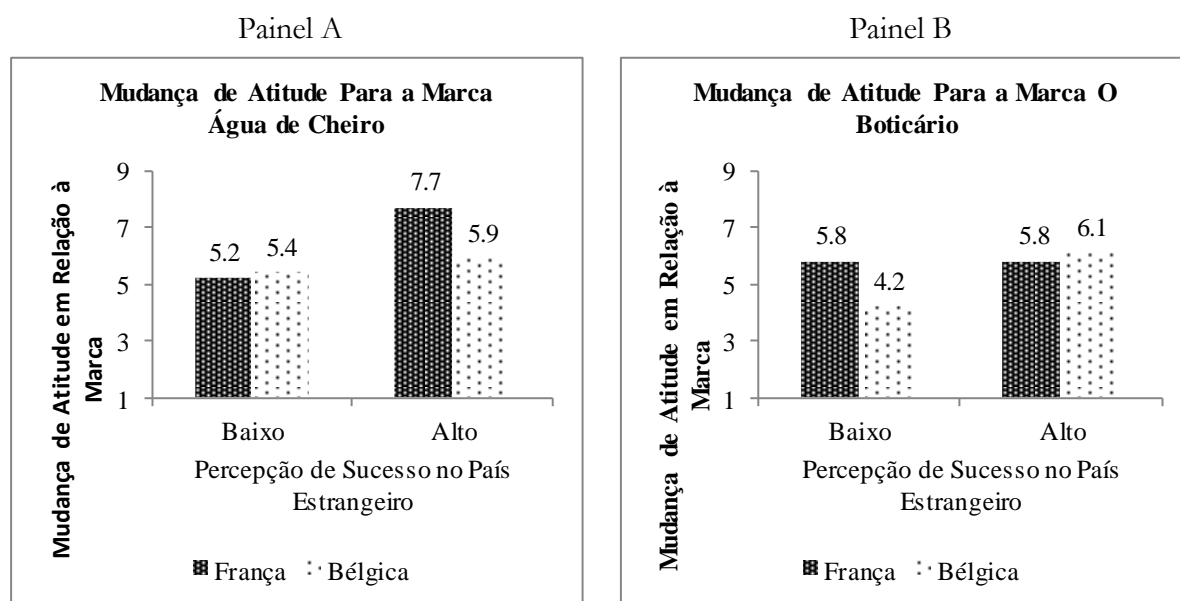 Painel A
Mudança de Atitude Para a Marca
Água de Cheiro
Mudança de Atitude em Relação à
Marca
9
7
5
3
1
5.2
5.4
7.7
5.9
Baixo
Alto
Percepção de Sucesso no País
Estrangeiro
França
Bélgica
Painel B
Mudança de Atitude Para a Marca O
Boticário
Mudança de Atitude em Relação à
Marca
9
7
5
3
1
5.8
4.2
5.8
6.1
Baixo
Alto
Percepção de Sucesso no País
Estrangeiro
França
Bélgica